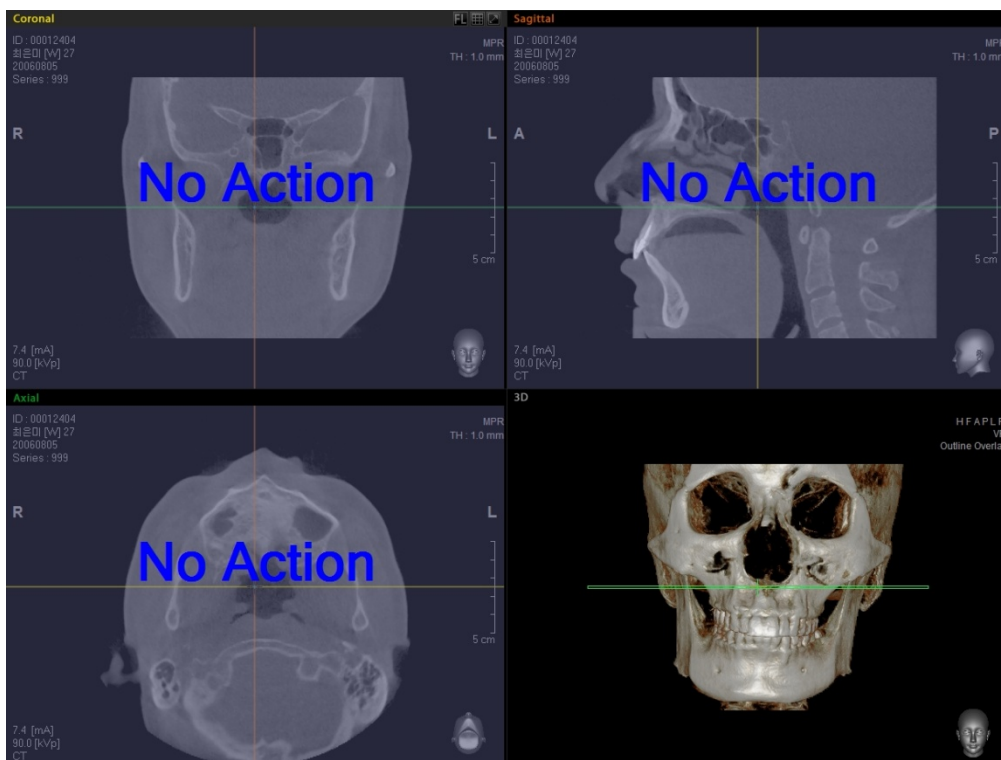 Coronal
FL
ID : 00012404
최은미 [W] 27
20060805
Series : 999
MPR
TH : 1.0 mm
R
L
No Action
5 cm
7.4 [mA]
90.0 [kVp]
CT
Sagittal
ID : 00012404
최은미 [W] 27
20060805
Series : 999
MPR
TH : 1.0 mm
A
P
No Action
5 cm
7.4 [mA]
90.0 [kVp]
CT
Axial
ID : 00012404
최은미 [W] 27
20060805
Series : 999
MPR
TH : 1.0 mm
R
L
No Action
5 cm
7.4 [mA]
90.0 [kVp]
CT
3D
H F A P L R
Outline Overla